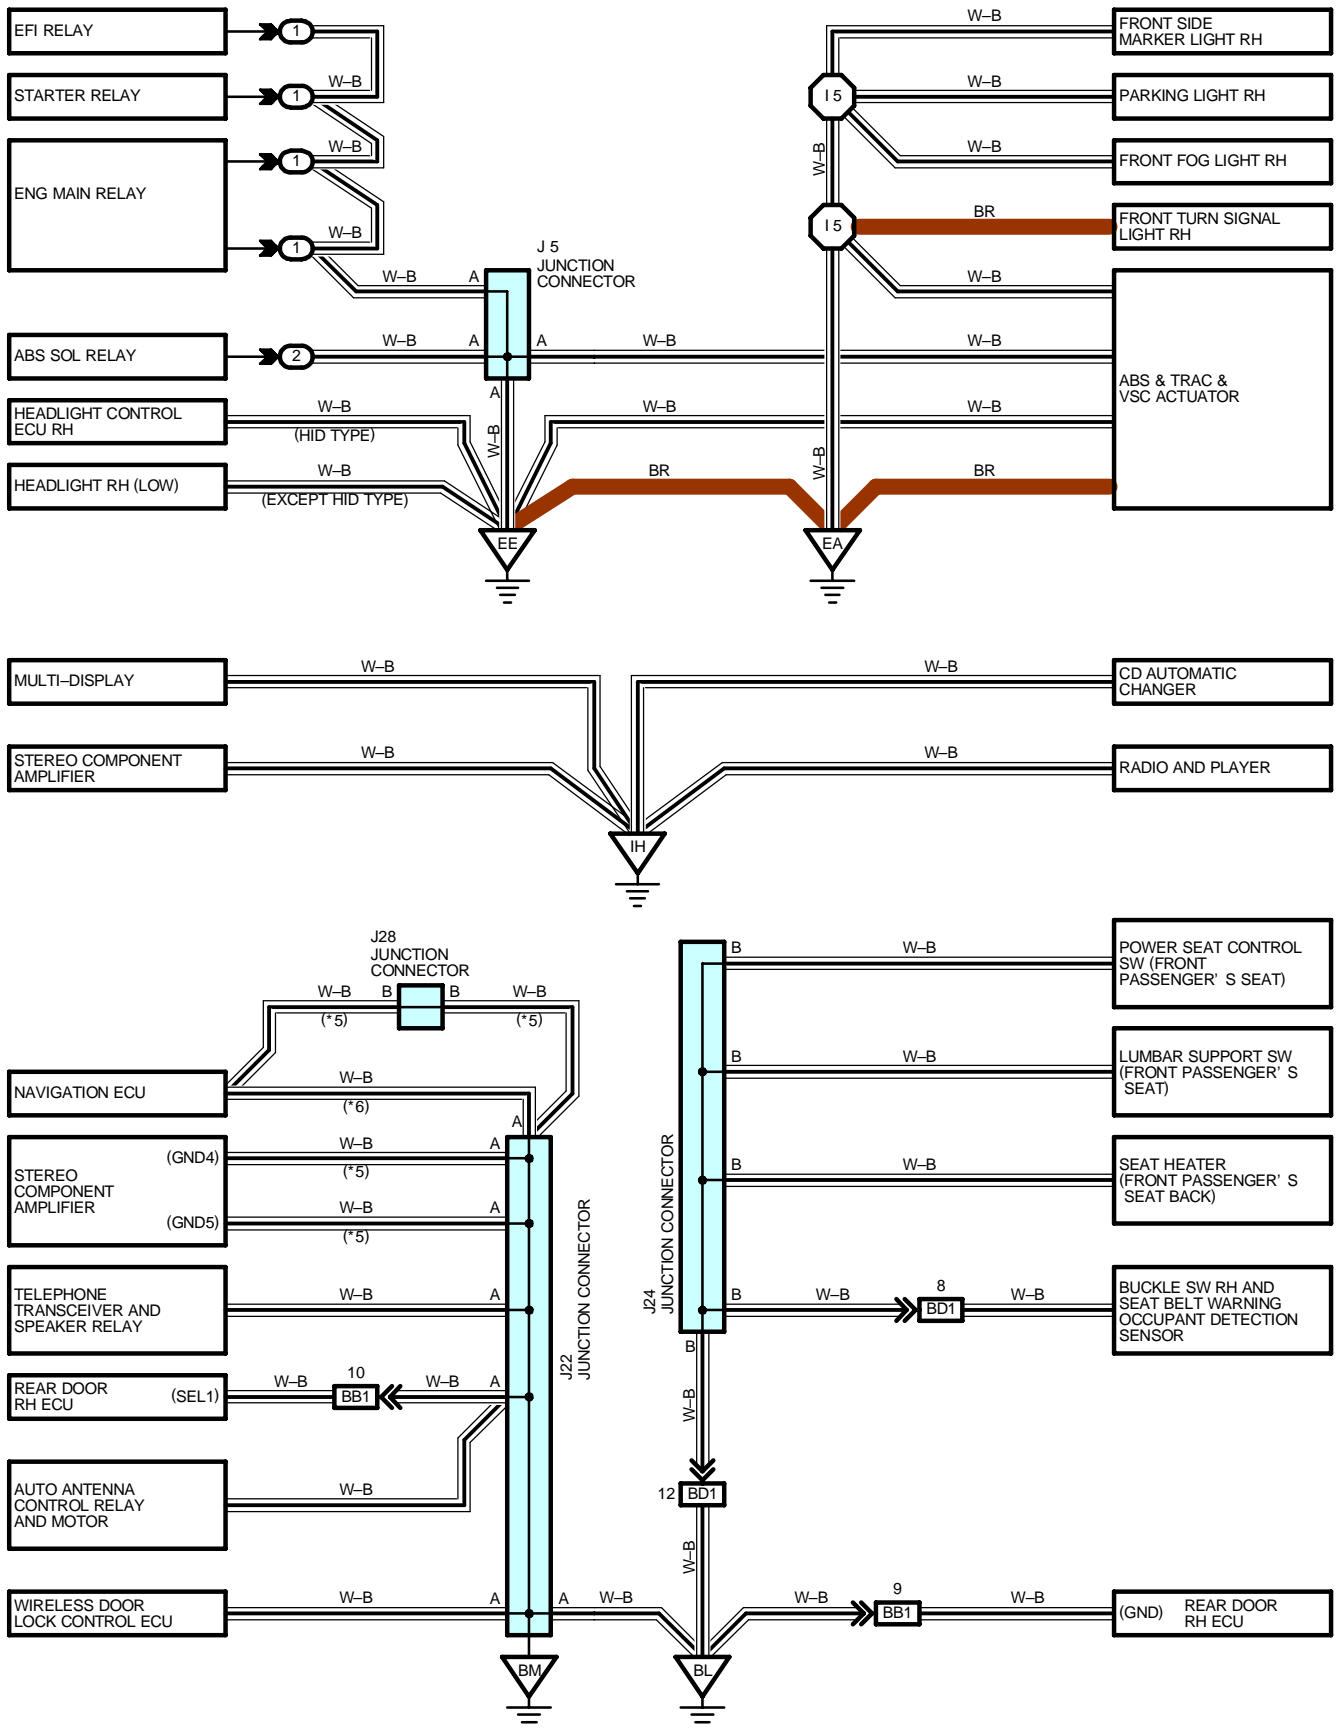 EFI RELAY
1
W–B
FRONT SIDE
MARKER LIGHT RH
STARTER RELAY
1
W–B
I 5
W–B
PARKING LIGHT RH
ENG MAIN RELAY
1
W–B
W–B
W–B
FRONT FOG LIGHT RH
1
W–B
I 5
BR
FRONT TURN SIGNAL
LIGHT RH
J 5
JUNCTION
CONNECTOR
W–B
A
W–B
ABS SOL RELAY
2
W–B
A
A
W–B
W–B
ABS & TRAC &
VSC ACTUATOR
HEADLIGHT CONTROL
ECU RH
W–B
(HID TYPE)
A
W–B
W–B
W–B
HEADLIGHT RH (LOW)
W–B
(EXCEPT HID TYPE)
BR
W–B
BR
EE
EA
MULTI–DISPLAY
W–B
W–B
CD AUTOMATIC
CHANGER
STEREO COMPONENT
AMPLIFIER
W–B
W–B
RADIO AND PLAYER
IH
J28
JUNCTION
CONNECTOR
W–B
B
B
W–B
(*5)
(*5)
B
W–B
POWER SEAT CONTROL
SW (FRONT
PASSENGER' S SEAT)
NAVIGATION ECU
W–B
(*6)
A
B
W–B
LUMBAR SUPPORT SW
(FRONT PASSENGER' S
SEAT)
STEREO
COMPONENT
AMPLIFIER
(GND4)
W–B
A
(*5)
(GND5)
W–B
A
(*5)
J22
JUNCTION CONNECTOR
J24
JUNCTION CONNECTOR
B
W–B
SEAT HEATER
(FRONT PASSENGER' S
SEAT BACK)
TELEPHONE
TRANSCEIVER AND
SPEAKER RELAY
W–B
A
B
W–B
8
BD1
W–B
BUCKLE SW RH AND
SEAT BELT WARNING
OCCUPANT DETECTION
SENSOR
REAR DOOR
RH ECU
(SEL1)
W–B
10
BB1
W–B
A
B
W–B
AUTO ANTENNA
CONTROL RELAY
AND MOTOR
W–B
12
BD1
W–B
WIRELESS DOOR
LOCK CONTROL ECU
W–B
A
A
W–B
W–B
9
BB1
W–B
(GND)
REAR DOOR
RH ECU
BM
BL